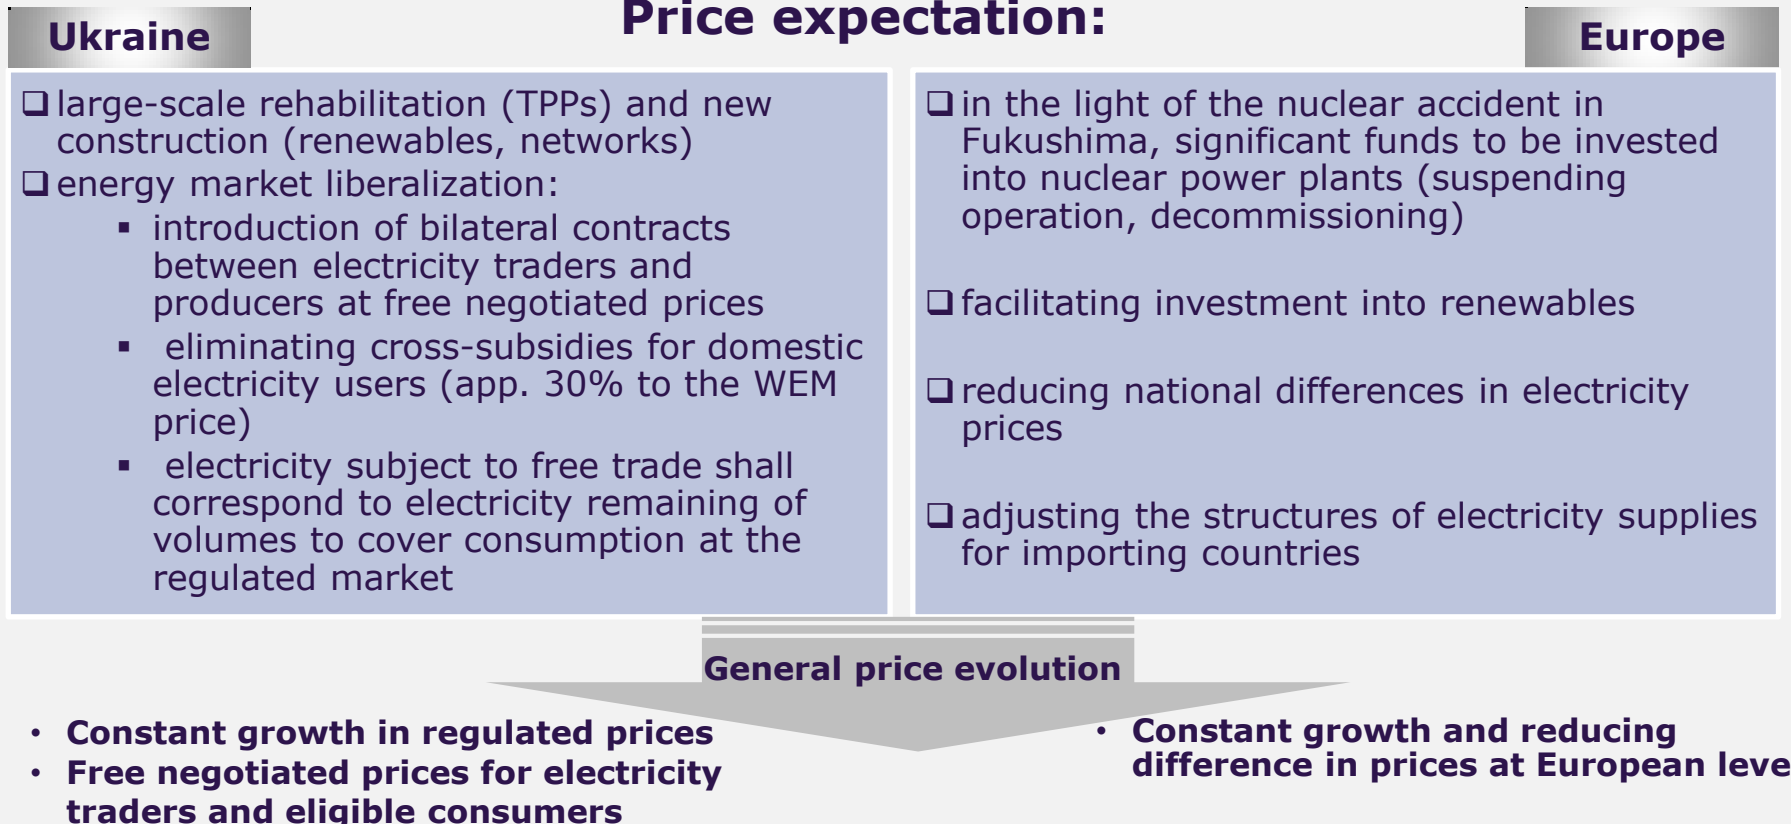 Price expectation:
Ukraine
Europe
❑ large-scale rehabilitation (TPPs) and new
construction (renewables, networks)
❑ energy market liberalization:
▪ introduction of bilateral contracts
between electricity traders and
producers at free negotiated prices
▪ eliminating cross-subsidies for domestic
electricity users (app. 30% to the WEM
price)
▪ electricity subject to free trade shall
correspond to electricity remaining of
volumes to cover consumption at the
regulated market
❑ in the light of the nuclear accident in
Fukushima, significant funds to be invested
into nuclear power plants (suspending
operation, decommissioning)
❑ facilitating investment into renewables
❑ reducing national differences in electricity
prices
❑ adjusting the structures of electricity supplies
for importing countries
General price evolution
• Constant growth in regulated prices
• Free negotiated prices for electricity
traders and eligible consumers
• Constant growth and reducing
difference in prices at European leve